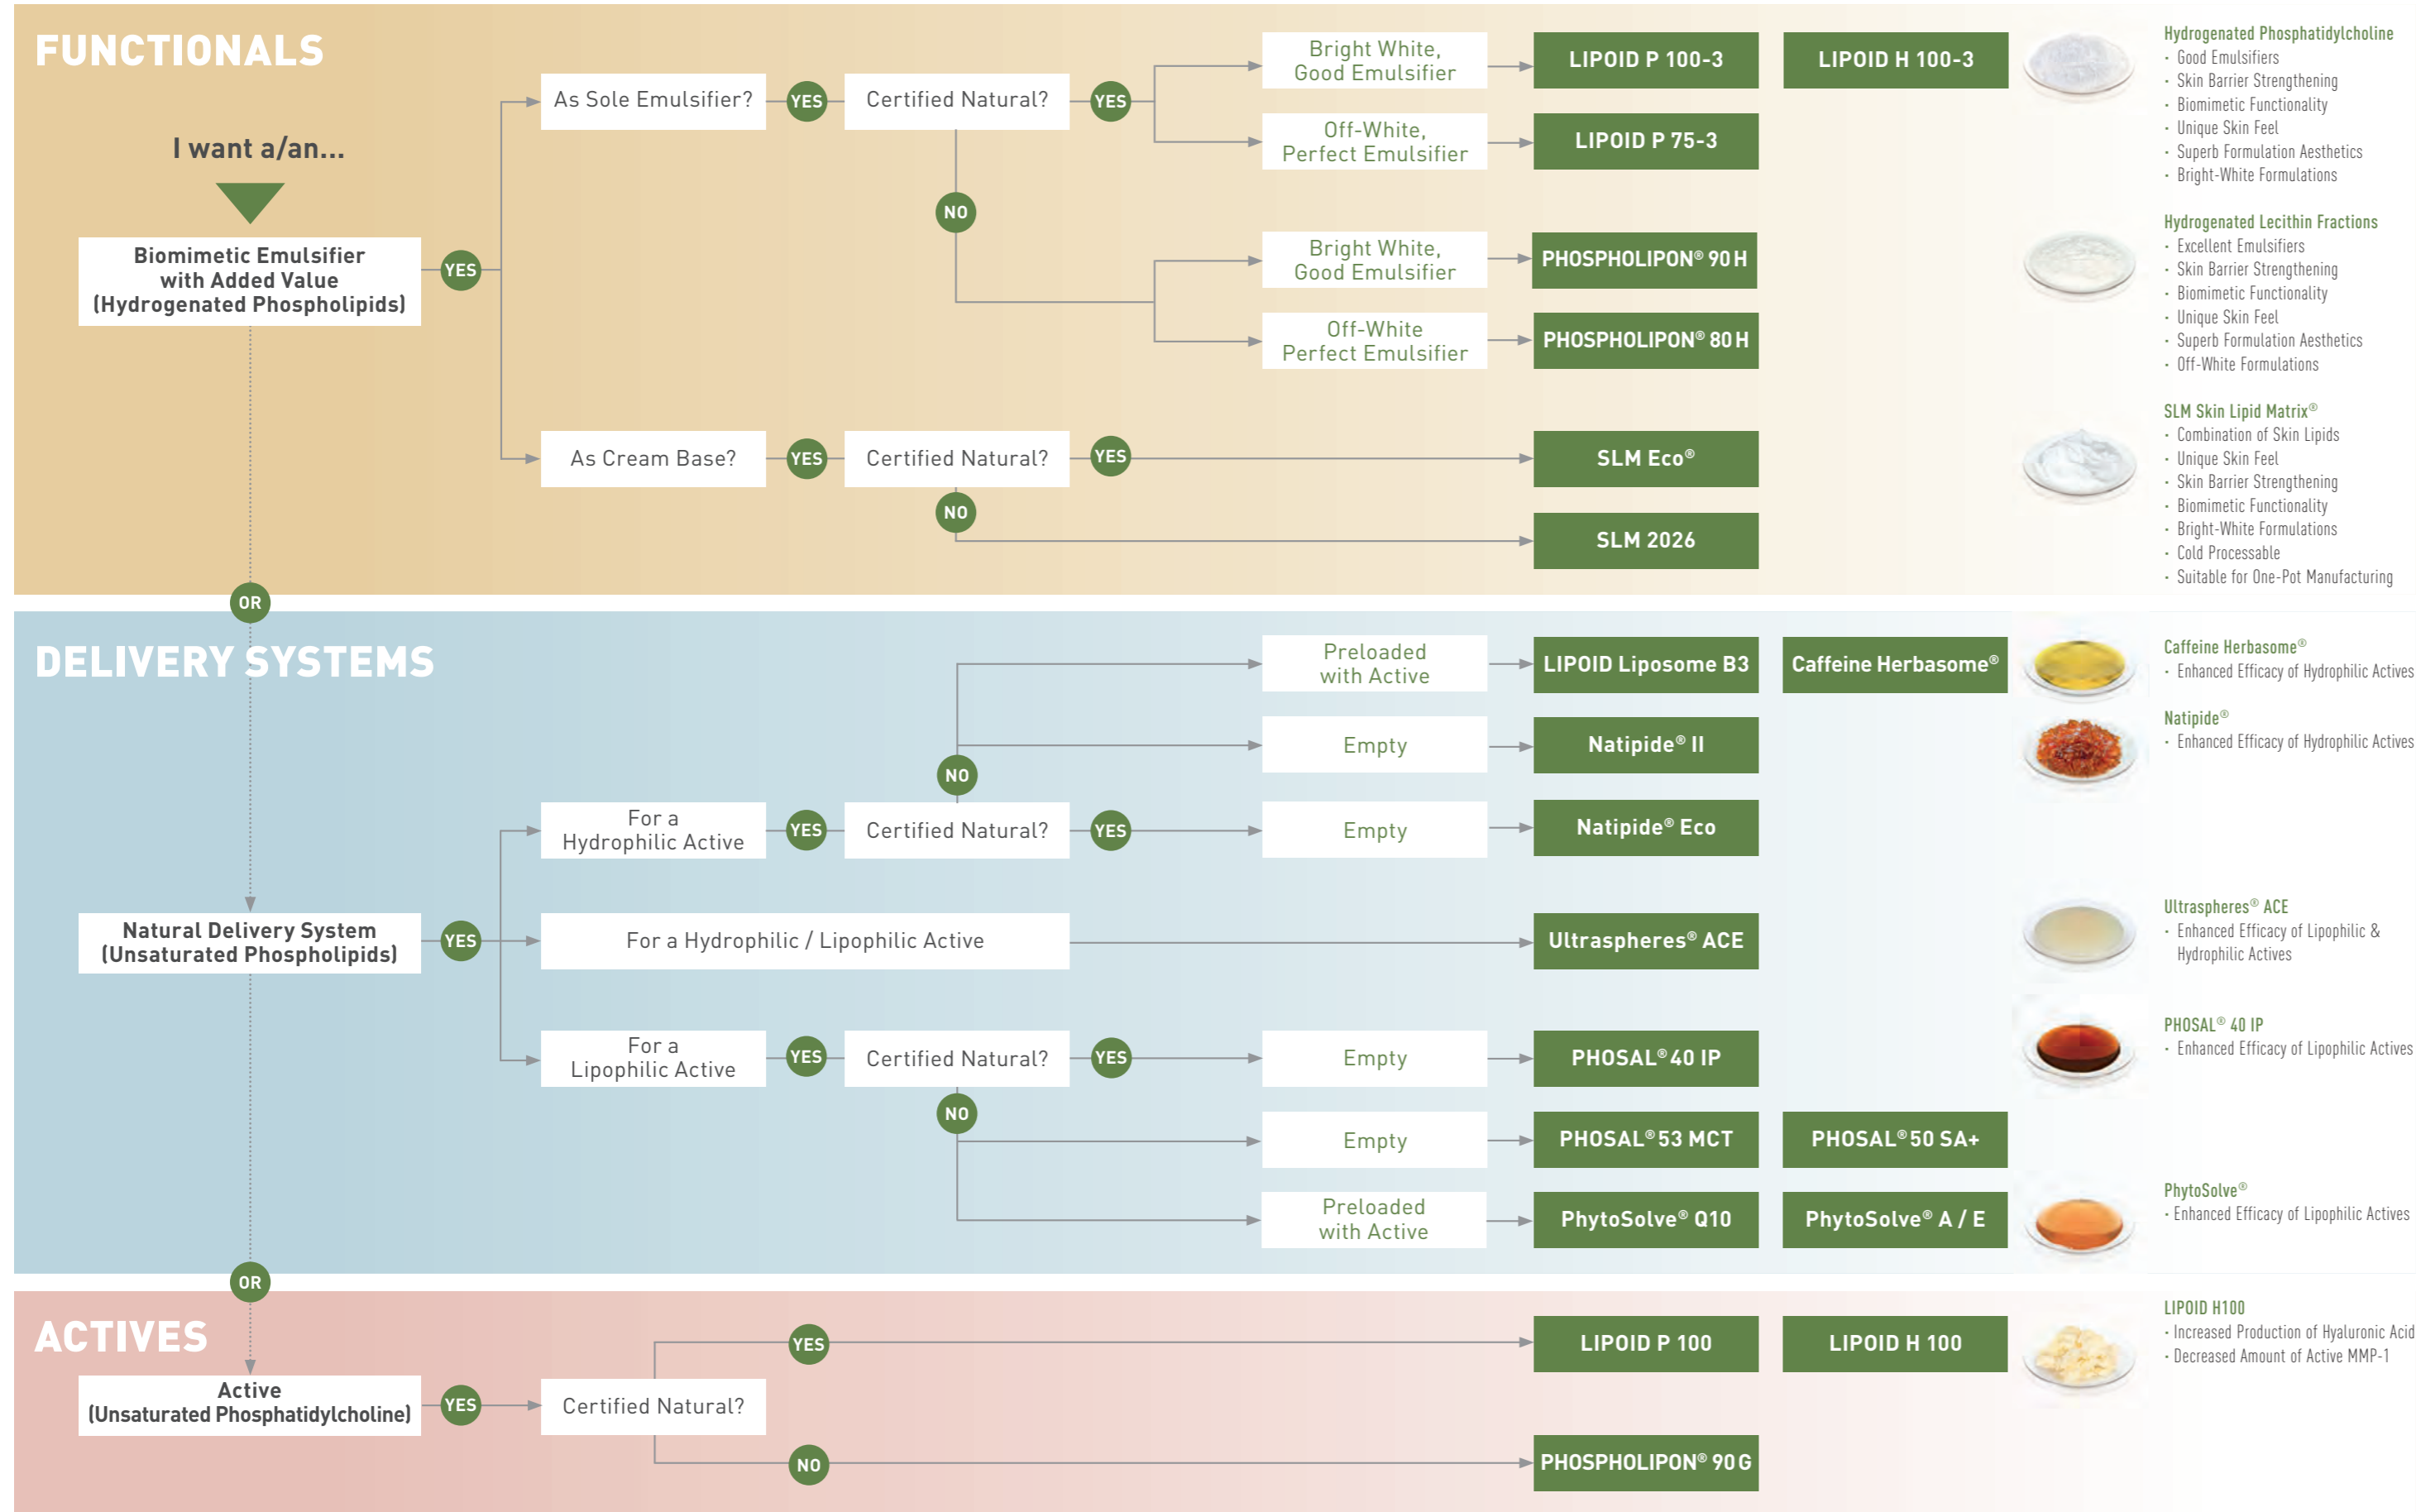 FUNCTIONALS
I want a/an...
Biomimetic Emulsifier
with Added Value
(Hydrogenated Phospholipids)
YES
As Sole Emulsifier?
YES
Certified Natural?
YES
Bright White,
Good Emulsifier
LIPOID P 100-3
LIPOID H 100-3
Off-White,
Perfect Emulsifier
LIPOID P 75-3
NO
Bright White,
Good Emulsifier
PHOSPHOLIPON® 90 H
Off-White
Perfect Emulsifier
PHOSPHOLIPON® 80 H
As Cream Base?
YES
Certified Natural?
YES
SLM Eco®
NO
SLM 2026
Hydrogenated Phosphatidylcholine
· Good Emulsifiers
· Skin Barrier Strengthening
· Biomimetic Functionality
· Unique Skin Feel
· Superb Formulation Aesthetics
· Bright-White Formulations
Hydrogenated Lecithin Fractions
· Excellent Emulsifiers
· Skin Barrier Strengthening
· Biomimetic Functionality
· Unique Skin Feel
· Superb Formulation Aesthetics
· Off-White Formulations
SLM Skin Lipid Matrix®
· Combination of Skin Lipids
· Unique Skin Feel
· Skin Barrier Strengthening
· Biomimetic Functionality
· Bright-White Formulations
· Cold Processable
· Suitable for One-Pot Manufacturing
OR
DELIVERY SYSTEMS
Natural Delivery System
(Unsaturated Phospholipids)
YES
For a
Hydrophilic Active
YES
Certified Natural?
NO
Preloaded
with Active
LIPOID Liposome B3
Caffeine Herbasome®
Empty
Natipide® II
YES
Empty
Natipide® Eco
For a Hydrophilic / Lipophilic Active
Ultraspheres® ACE
For a
Lipophilic Active
YES
Certified Natural?
YES
Empty
PHOSAL® 40 IP
NO
Empty
PHOSAL® 53 MCT
PHOSAL® 50 SA+
Preloaded
with Active
PhytoSolve® Q10
PhytoSolve® A / E
Caffeine Herbasome®
· Enhanced Efficacy of Hydrophilic Actives
Natipide®
· Enhanced Efficacy of Hydrophilic Actives
Ultraspheres® ACE
· Enhanced Efficacy of Lipophilic &
Hydrophilic Actives
PHOSAL® 40 IP
· Enhanced Efficacy of Lipophilic Actives
PhytoSolve®
· Enhanced Efficacy of Lipophilic Actives
OR
ACTIVES
Active
(Unsaturated Phosphatidylcholine)
YES
Certified Natural?
YES
LIPOID P 100
LIPOID H 100
NO
PHOSPHOLIPON® 90 G
LIPOID H100
· Increased Production of Hyaluronic Acid
· Decreased Amount of Active MMP-1